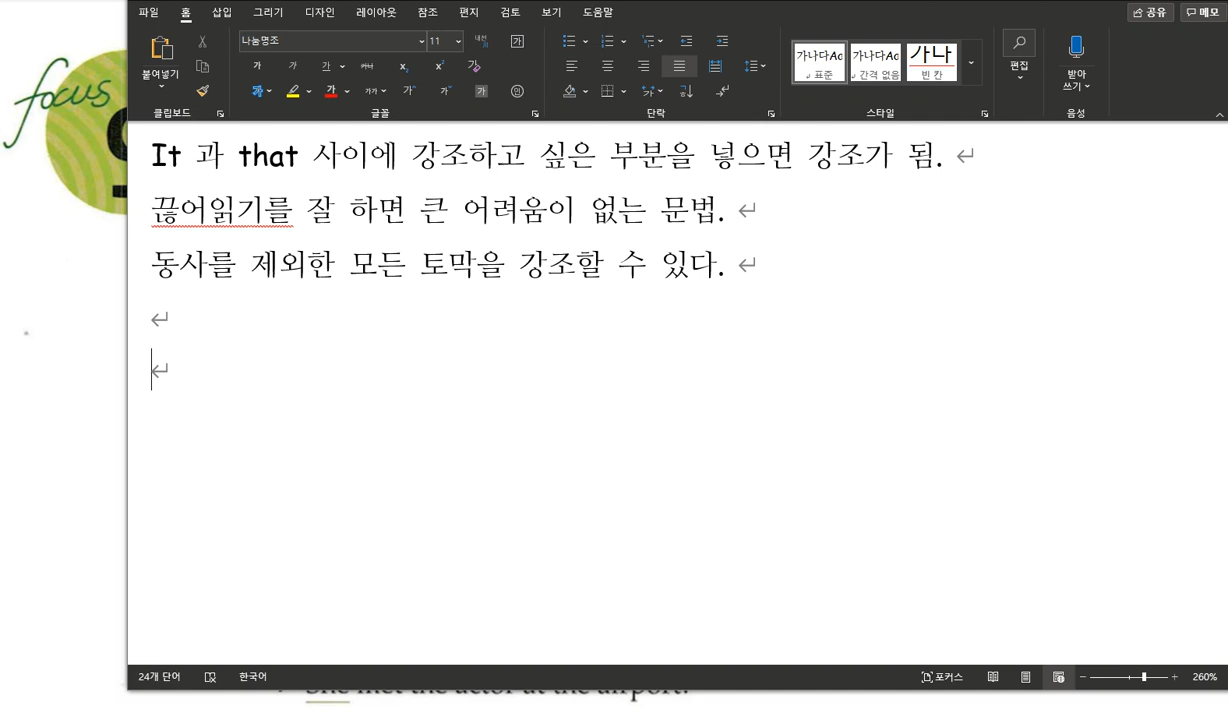 파일 홈 삽입 그리기 디자인 레이아웃 참조 편지 검토 보기 도움말 공유 메모
나눔명조 11
붙여넣기
편집
받아쓰기
가나다 표준
가나다 간격 없음
가나 빈 칸
클립보드 글꼴 단락 스타일 음성
focus
It 과 that 사이에 강조하고 싶은 부분을 넣으면 강조가 됨.
끊어읽기를 잘 하면 큰 어려움이 없는 문법.
동사를 제외한 모든 토막을 강조할 수 있다.
24개 단어 한국어 포커스 260%
She met the actor at the airport.